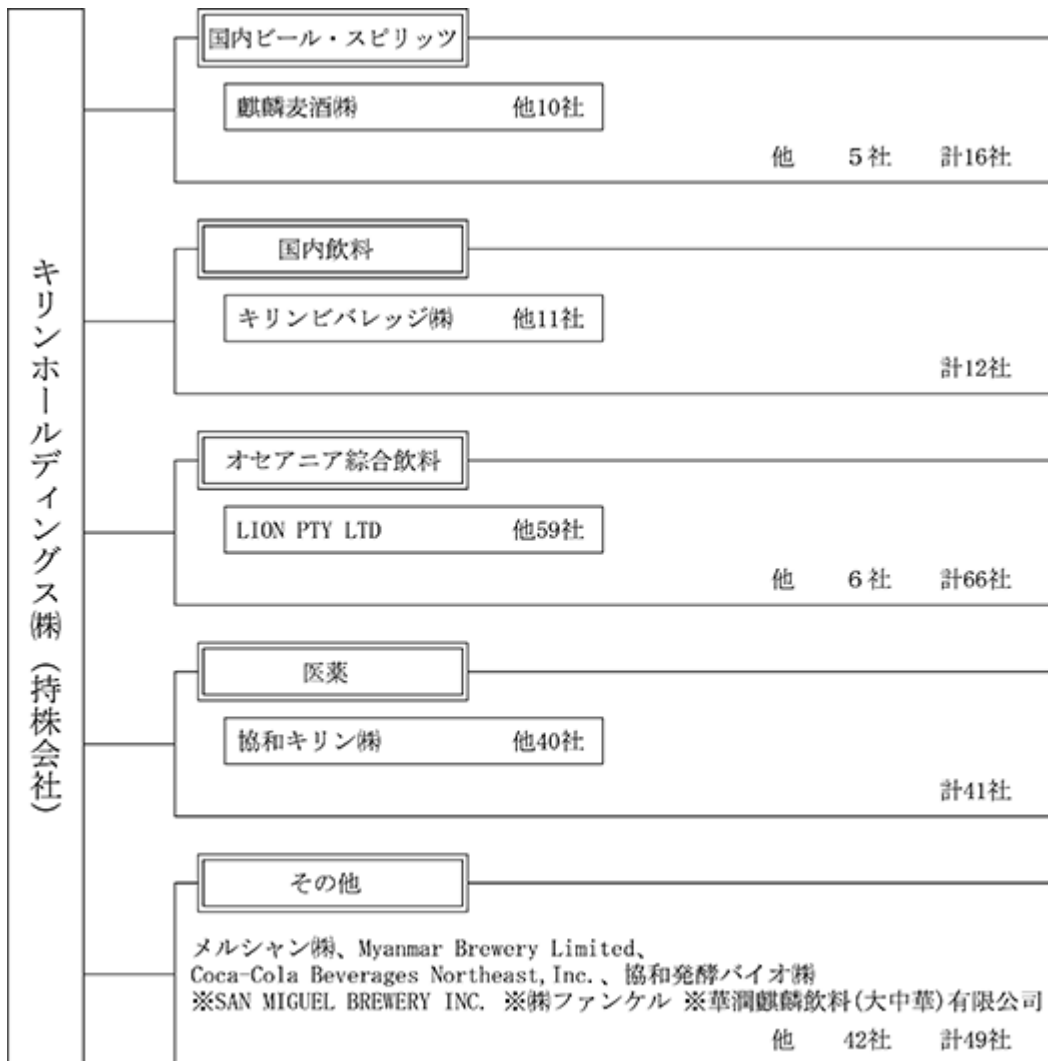 キリンホールディングス㈱（持株会社）
国内ビール・スピリッツ
麒麟麦酒㈱ 他10社
他 5社 計16社
国内飲料
キリンビバレッジ㈱ 他11社
計12社
オセアニア綜合飲料
LION PTY LTD 他59社
他 6社 計66社
医薬
協和キリン㈱ 他40社
計41社
その他
メルシャン㈱、Myanmar Brewery Limited、
Coca-Cola Beverages Northeast,Inc.、協和発酵バイオ㈱
※SAN MIGUEL BREWERY INC. ※㈱ファンケル ※華潤麒麟飲料(大中華)有限公司
他 42社 計49社